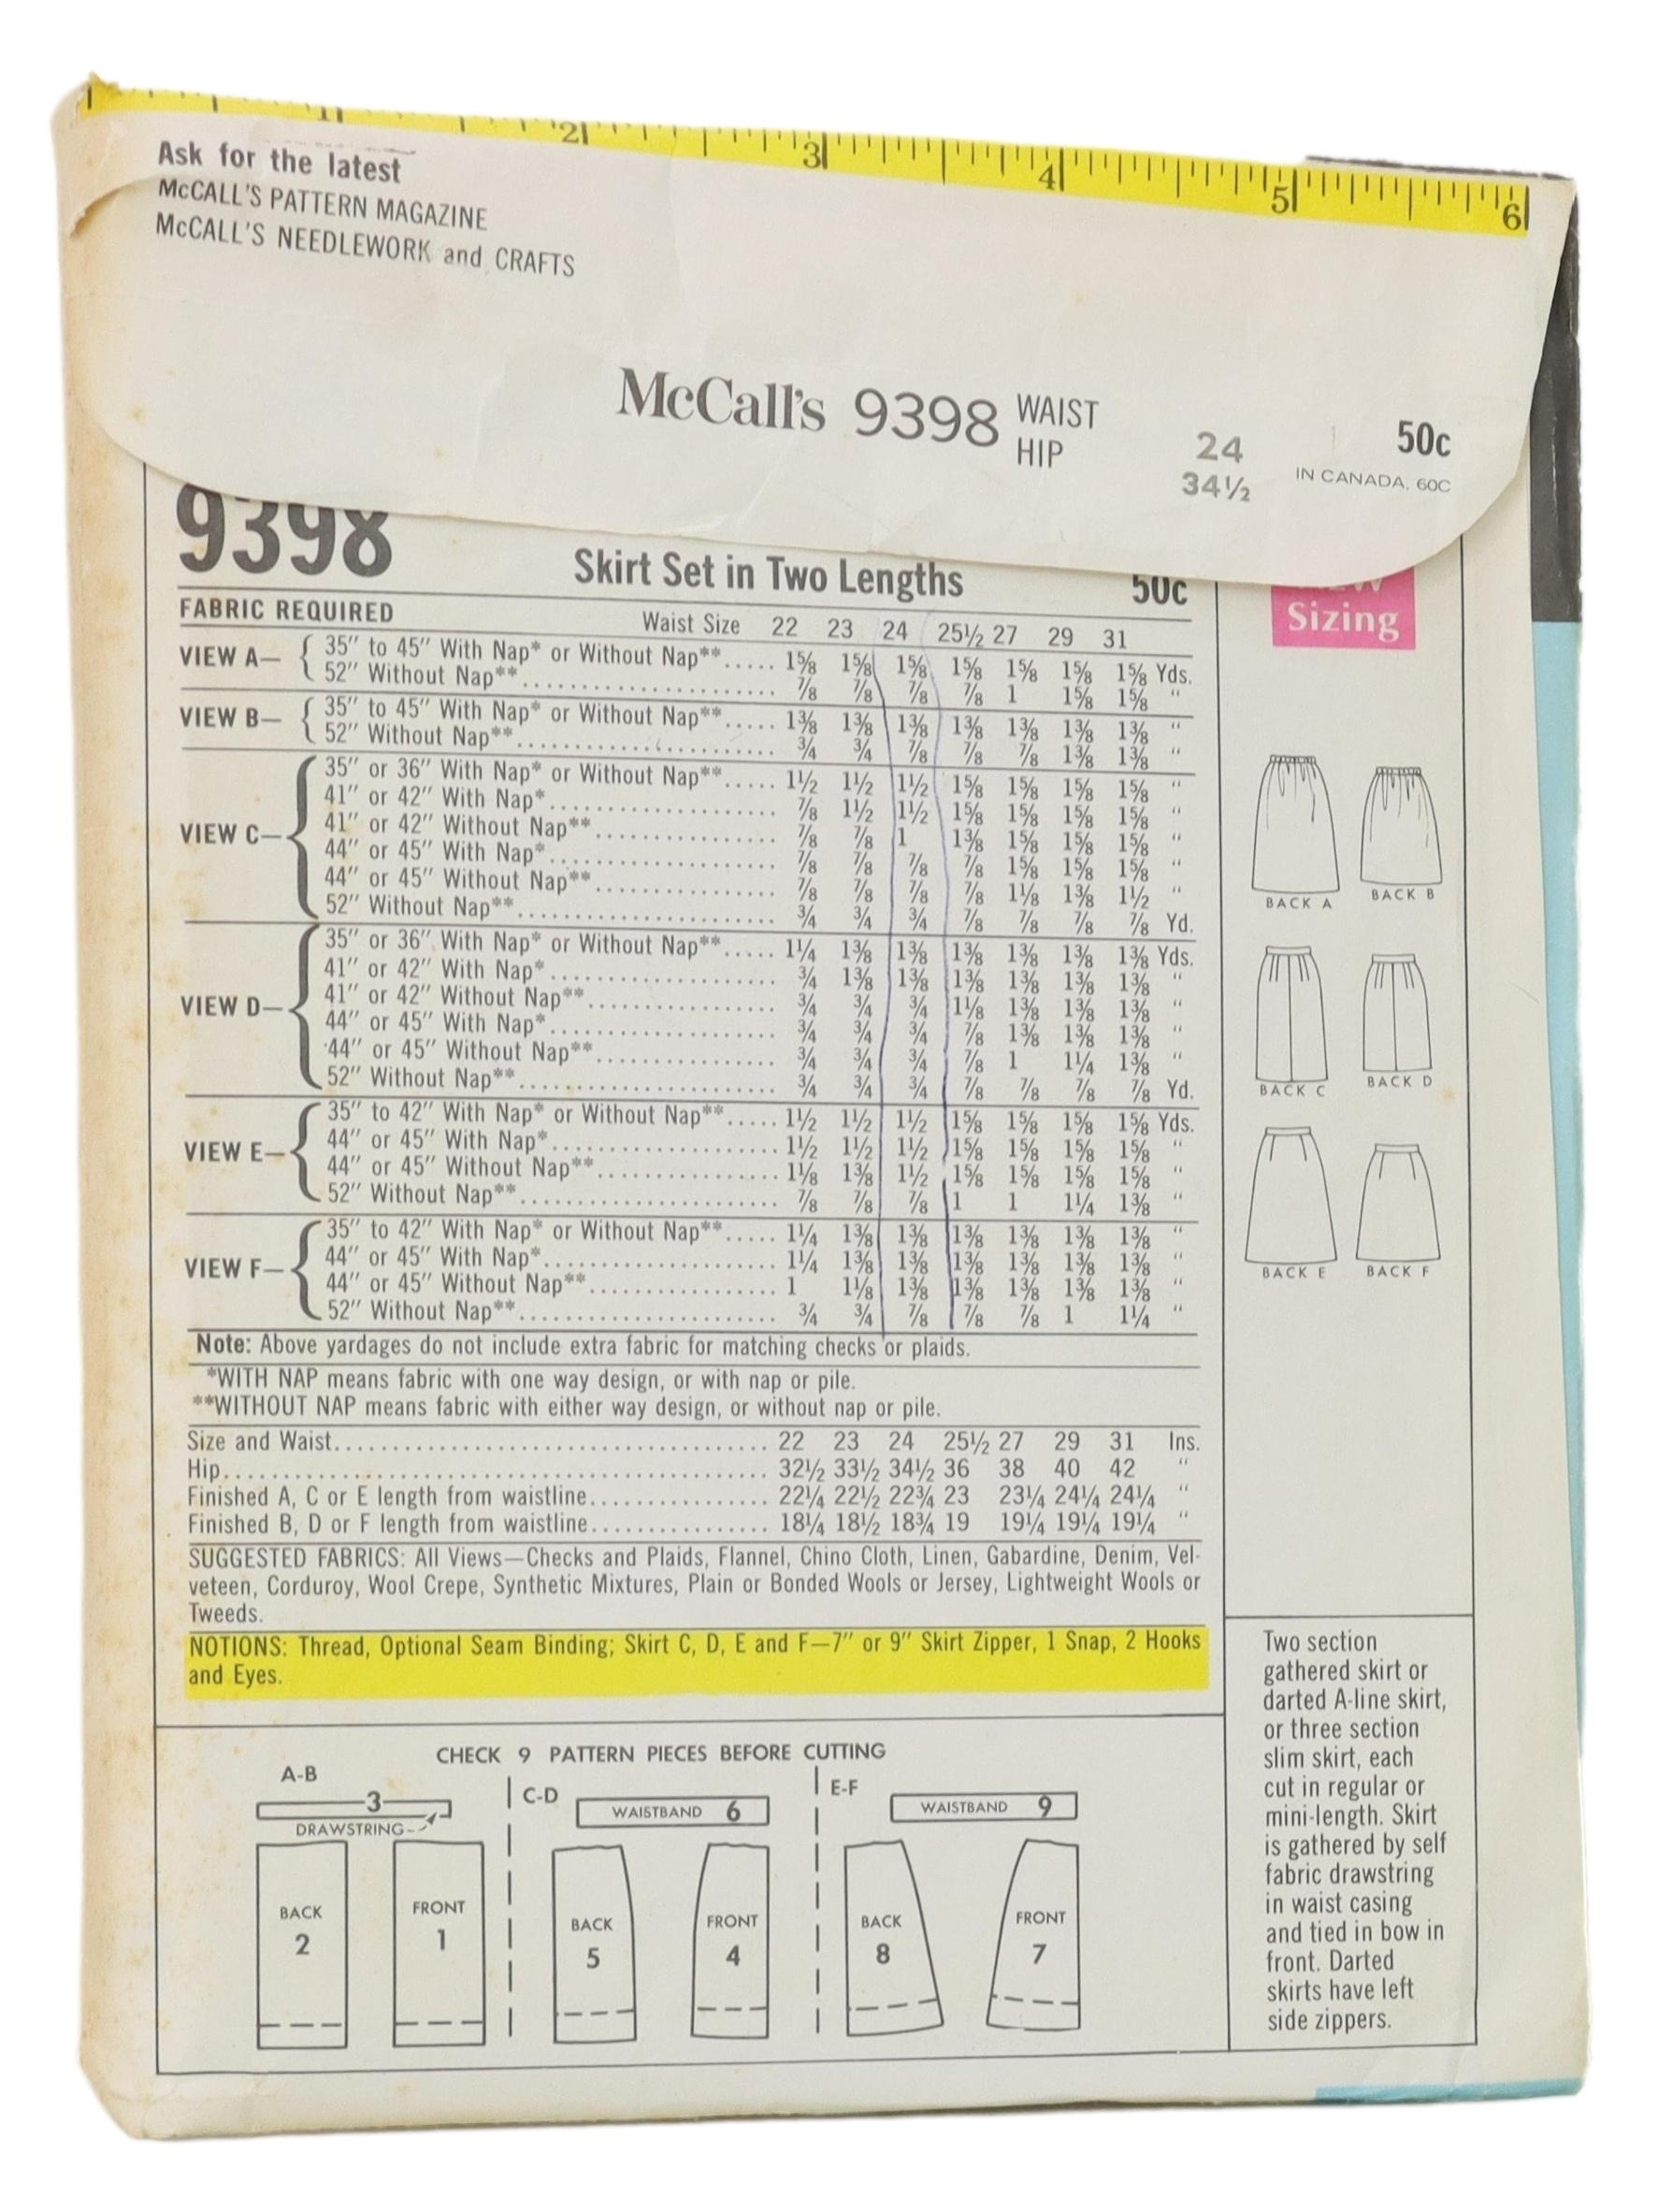 1 2 3 4 5 6
Ask for the latest
McCALL'S PATTERN MAGAZINE
McCALL'S NEEDLEWORK and CRAFTS
McCall's 9398 WAIST 24 50c
HIP 34½ IN CANADA, 60C
9398
Skirt Set in Two Lengths 50c
Sizing
FABRIC REQUIRED Waist Size 22 23 24 25½ 27 29 31
VIEW A— { 35" to 45" With Nap* or Without Nap**..... 1⅝ 1⅝ 1⅝ 1⅝ 1⅝ 1⅝ 1⅝ Yds.
52" Without Nap**........................ ⅞ ⅞ ⅞ ⅞ 1 1⅝ 1⅝ "
VIEW B— { 35" to 45" With Nap* or Without Nap**..... 1⅜ 1⅜ 1⅜ 1⅜ 1⅜ 1⅜ 1⅜ "
52" Without Nap**........................ ¾ ¾ ⅞ ⅞ ⅞ 1⅜ 1⅜ "
VIEW C— { 35" or 36" With Nap* or Without Nap**..... 1½ 1½ 1½ 1⅝ 1⅝ 1⅝ 1⅝ "
41" or 42" With Nap*..................... ⅞ 1½ 1½ 1⅝ 1⅝ 1⅝ 1⅝ "
41" or 42" Without Nap**................. ⅞ ⅞ 1 1⅜ 1⅝ 1⅝ 1⅝ "
44" or 45" With Nap*..................... ⅞ ⅞ ⅞ ⅞ 1⅝ 1⅝ 1⅝ "
44" or 45" Without Nap**................. ⅞ ⅞ ⅞ ⅞ 1⅛ 1⅜ 1½ "
52" Without Nap**........................ ¾ ¾ ¾ ⅞ ⅞ ⅞ ⅞ Yd.
VIEW D— { 35" or 36" With Nap* or Without Nap**..... 1¼ 1⅜ 1⅜ 1⅜ 1⅜ 1⅜ 1⅜ Yds.
41" or 42" With Nap*..................... ¾ 1⅜ 1⅜ 1⅜ 1⅜ 1⅜ 1⅜ "
41" or 42" Without Nap**................. ¾ ¾ ¾ 1⅛ 1⅜ 1⅜ 1⅜ "
44" or 45" With Nap*..................... ¾ ¾ ¾ ⅞ 1⅜ 1⅜ 1⅜ "
44" or 45" Without Nap**................. ¾ ¾ ¾ ⅞ 1 1¼ 1⅜ "
52" Without Nap**........................ ¾ ¾ ¾ ⅞ ⅞ ⅞ ⅞ Yd.
VIEW E— { 35" to 42" With Nap* or Without Nap**..... 1½ 1½ 1½ 1⅝ 1⅝ 1⅝ 1⅝ Yds.
44" or 45" With Nap*..................... 1½ 1½ 1½ 1⅝ 1⅝ 1⅝ 1⅝ "
44" or 45" Without Nap**................. 1⅛ 1⅜ 1½ 1⅝ 1⅝ 1⅝ 1⅝ "
52" Without Nap**........................ ⅞ ⅞ ⅞ 1 1 1¼ 1⅜ "
VIEW F— { 35" to 42" With Nap* or Without Nap**..... 1¼ 1⅜ 1⅜ 1⅜ 1⅜ 1⅜ 1⅜ "
44" or 45" With Nap*..................... 1¼ 1⅜ 1⅜ 1⅜ 1⅜ 1⅜ 1⅜ "
44" or 45" Without Nap**................. 1 1⅛ 1⅜ 1⅜ 1⅜ 1⅜ 1⅜ "
52" Without Nap**........................ ¾ ¾ ⅞ ⅞ ⅞ 1 1¼ "
Note: Above yardages do not include extra fabric for matching checks or plaids.
*WITH NAP means fabric with one way design, or with nap or pile.
**WITHOUT NAP means fabric with either way design, or without nap or pile.
Size and Waist........................................ 22 23 24 25½ 27 29 31 Ins.
Hip.................................................. 32½ 33½ 34½ 36 38 40 42 "
Finished A, C or E length from waistline................. 22¼ 22½ 22¾ 23 23¼ 24¼ 24¼ "
Finished B, D or F length from waistline................. 18¼ 18½ 18¾ 19 19¼ 19¼ 19¼ "
SUGGESTED FABRICS: All Views—Checks and Plaids, Flannel, Chino Cloth, Linen, Gabardine, Denim, Vel-
veteen, Corduroy, Wool Crepe, Synthetic Mixtures, Plain or Bonded Wools or Jersey, Lightweight Wools or
Tweeds.
NOTIONS: Thread, Optional Seam Binding; Skirt C, D, E and F—7" or 9" Skirt Zipper, 1 Snap, 2 Hooks
and Eyes.
BACK A BACK B
BACK C BACK D
BACK E BACK F
Two section
gathered skirt or
darted A-line skirt,
or three section
slim skirt, each
cut in regular or
mini-length. Skirt
is gathered by self
fabric drawstring
in waist casing
and tied in bow in
front. Darted
skirts have left
side zippers.
CHECK 9 PATTERN PIECES BEFORE CUTTING
A-B
3
DRAWSTRING
BACK 2
FRONT 1
C-D
WAISTBAND 6
BACK 5
FRONT 4
E-F
WAISTBAND 9
BACK 8
FRONT 7